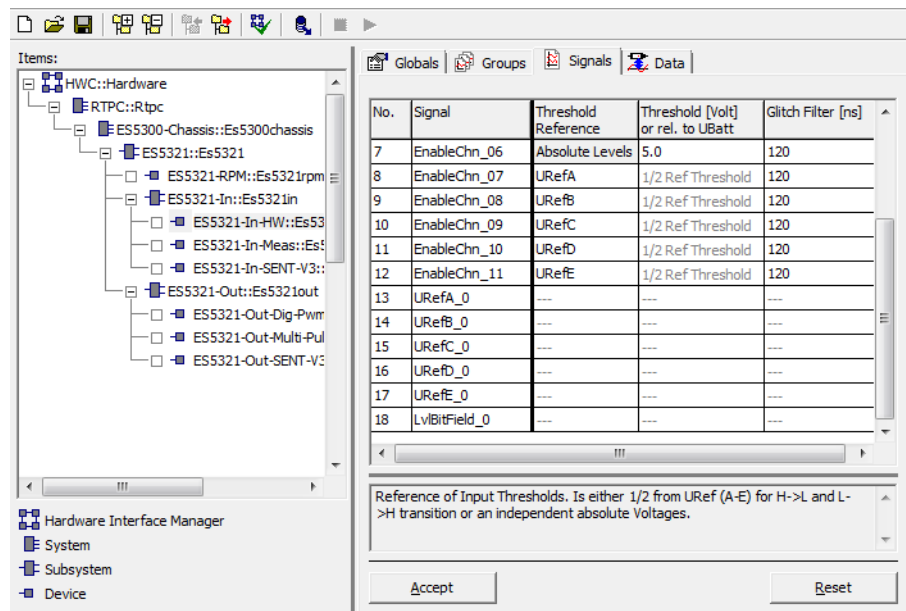 Items:
HWC::Hardware
RTPC::Rtpc
ES5300-Chassis::Es5300chassis
ES5321::Es5321
ES5321-RPM::Es5321rpm
ES5321-In::Es5321in
ES5321-In-HW::Es53
ES5321-In-Meas::Es5
ES5321-In-SENT-V3::
ES5321-Out::Es5321out
ES5321-Out-Dig-Pwm
ES5321-Out-Multi-Pul
ES5321-Out-SENT-V3
Hardware Interface Manager
System
Subsystem
Device
Globals Groups Signals Data
No. Signal Threshold Reference Threshold [Volt] or rel. to UBatt Glitch Filter [ns]
7 EnableChn_06 Absolute Levels 5.0 120
8 EnableChn_07 URefA 1/2 Ref Threshold 120
9 EnableChn_08 URefB 1/2 Ref Threshold 120
10 EnableChn_09 URefC 1/2 Ref Threshold 120
11 EnableChn_10 URefD 1/2 Ref Threshold 120
12 EnableChn_11 URefE 1/2 Ref Threshold 120
13 URefA_0 --- --- ---
14 URefB_0 --- --- ---
15 URefC_0 --- --- ---
16 URefD_0 --- --- ---
17 URefE_0 --- --- ---
18 LvlBitField_0 --- --- ---
Reference of Input Thresholds. Is either 1/2 from URef (A-E) for H->L and L-
>H transition or an independent absolute Voltages.
Accept Reset